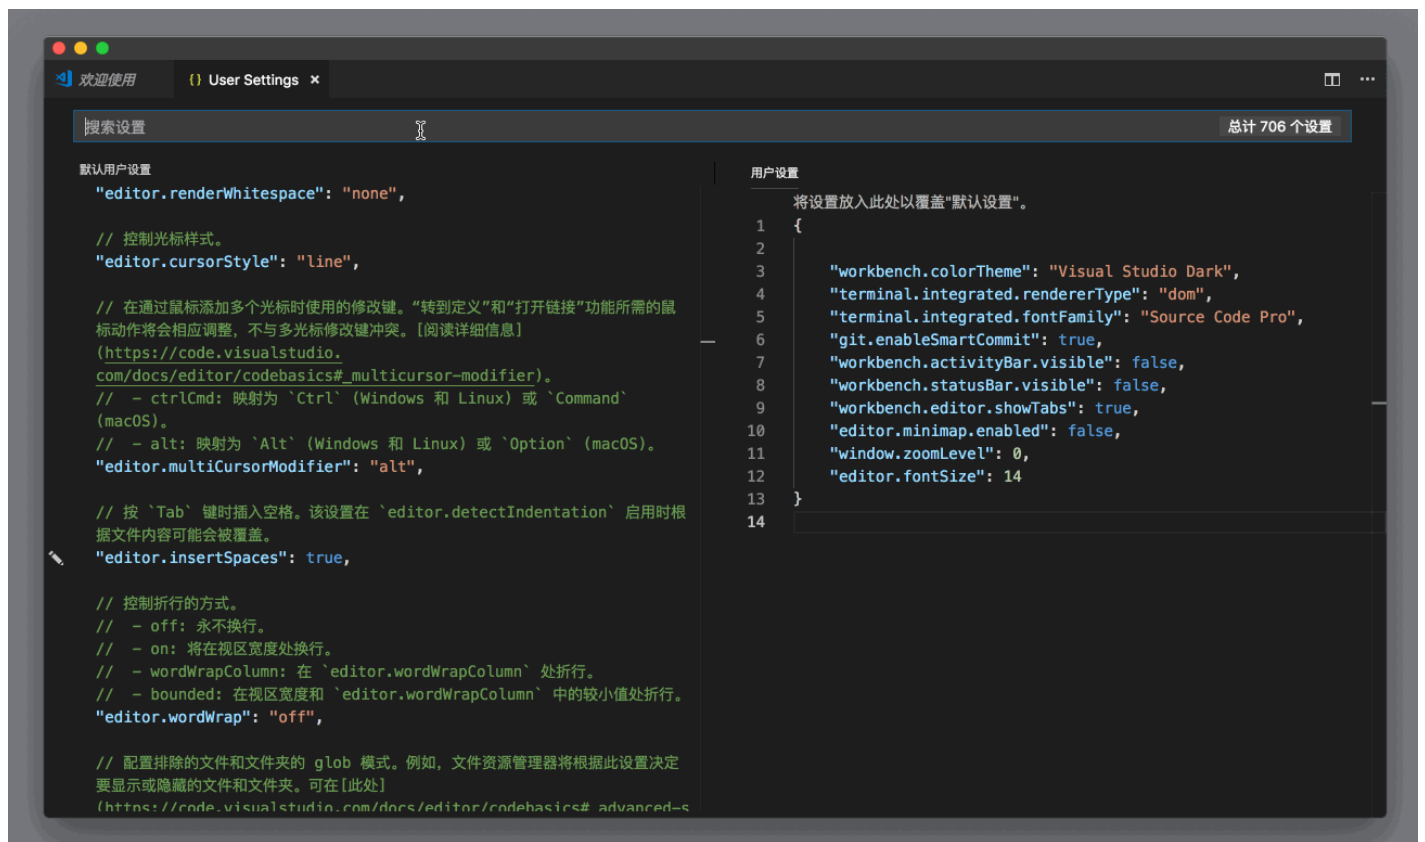 欢迎使用
{} User Settings ×
搜索设置
总计 706 个设置
默认用户设置
"editor.renderWhitespace": "none",
// 控制光标样式。
"editor.cursorStyle": "line",
// 在通过鼠标添加多个光标时使用的修改键。“转到定义”和“打开链接”功能所需的鼠
标动作将会相应调整，不与多光标修改键冲突。[阅读详细信息]
(https://code.visualstudio.
com/docs/editor/codebasics#_multicursor-modifier)。
//  - ctrlCmd: 映射为 `Ctrl` (Windows 和 Linux) 或 `Command`
(macOS)。
//  - alt: 映射为 `Alt` (Windows 和 Linux) 或 `Option` (macOS)。
"editor.multiCursorModifier": "alt",
// 按 `Tab` 键时插入空格。该设置在 `editor.detectIndentation` 启用时根
据文件内容可能会被覆盖。
"editor.insertSpaces": true,
// 控制折行的方式。
//  - off: 永不换行。
//  - on: 将在视区宽度处换行。
//  - wordWrapColumn: 在 `editor.wordWrapColumn` 处折行。
//  - bounded: 在视区宽度和 `editor.wordWrapColumn` 中的较小值处折行。
"editor.wordWrap": "off",
// 配置排除的文件和文件夹的 glob 模式。例如，文件资源管理器将根据此设置决定
要显示或隐藏的文件和文件夹。可在[此处]
(https://code.visualstudio.com/docs/editor/codebasics#_advanced-s
用户设置
将设置放入此处以覆盖"默认设置"。
1 {
2
3 "workbench.colorTheme": "Visual Studio Dark",
4 "terminal.integrated.rendererType": "dom",
5 "terminal.integrated.fontFamily": "Source Code Pro",
6 "git.enableSmartCommit": true,
7 "workbench.activityBar.visible": false,
8 "workbench.statusBar.visible": false,
9 "workbench.editor.showTabs": true,
10 "editor.minimap.enabled": false,
11 "window.zoomLevel": 0,
12 "editor.fontSize": 14
13 }
14